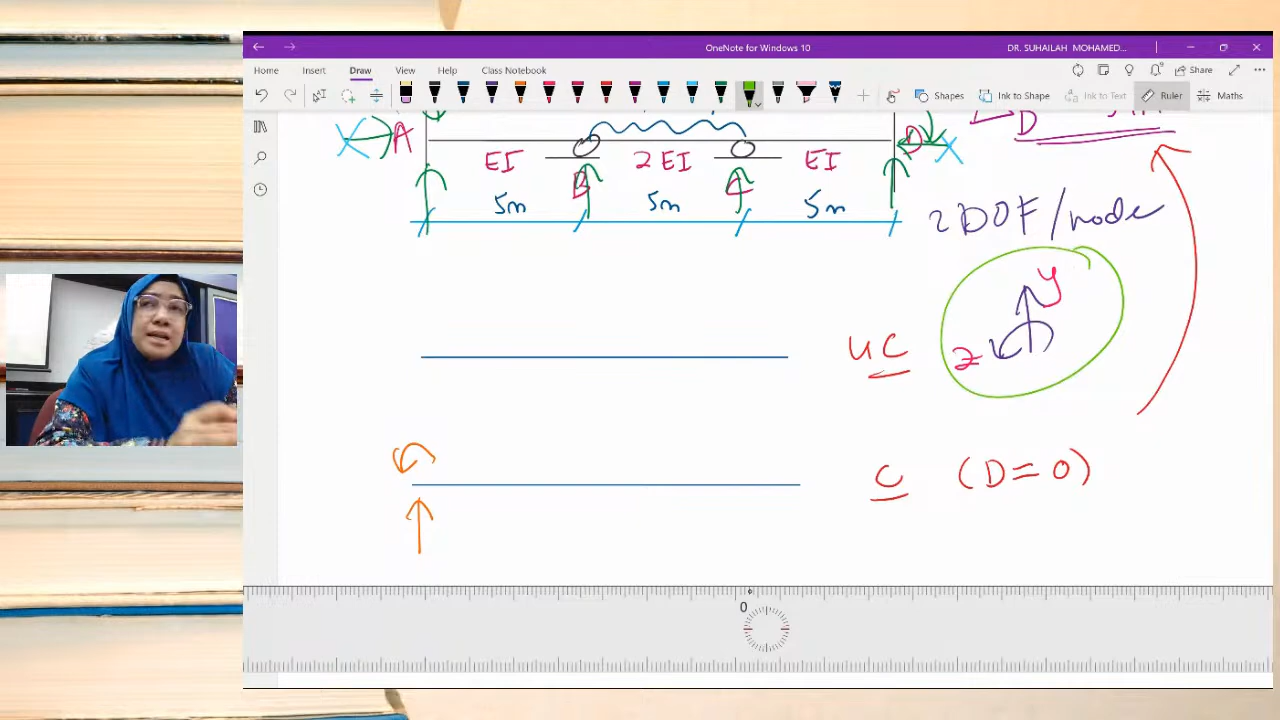 OneNote for Windows 10
DR. SUHAILAH MOHAMED...
Home Insert Draw View Help Class Notebook Share
Shapes Ink to Shape Ink to Text Ruler Maths
X A D X D
EI 2EI EI
B C
5m 5m 5m
2 DOF/node
y
z
UC
C (D=0)
0